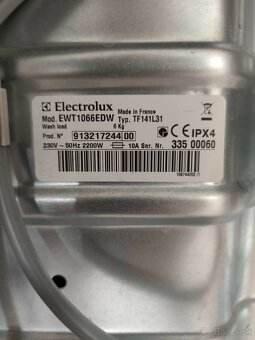 Electrolux Made in France
Mod. EWT1066EDW Typ. TF141L31
Wash load 6 Kg
Prod. N° 913217244 00 CE IPX4
230V ~ 50Hz 2200W 10A Ser. Nr. 335 00060